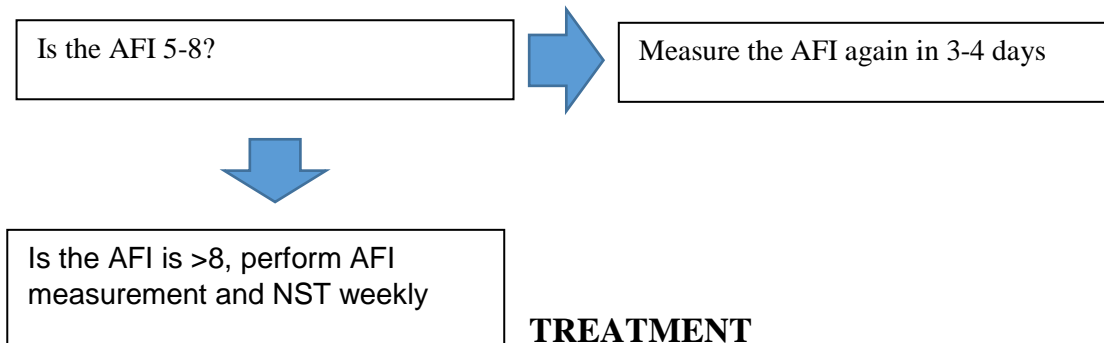 Is the AFI 5-8?
Measure the AFI again in 3-4 days
Is the AFI is >8, perform AFI
measurement and NST weekly
TREATMENT